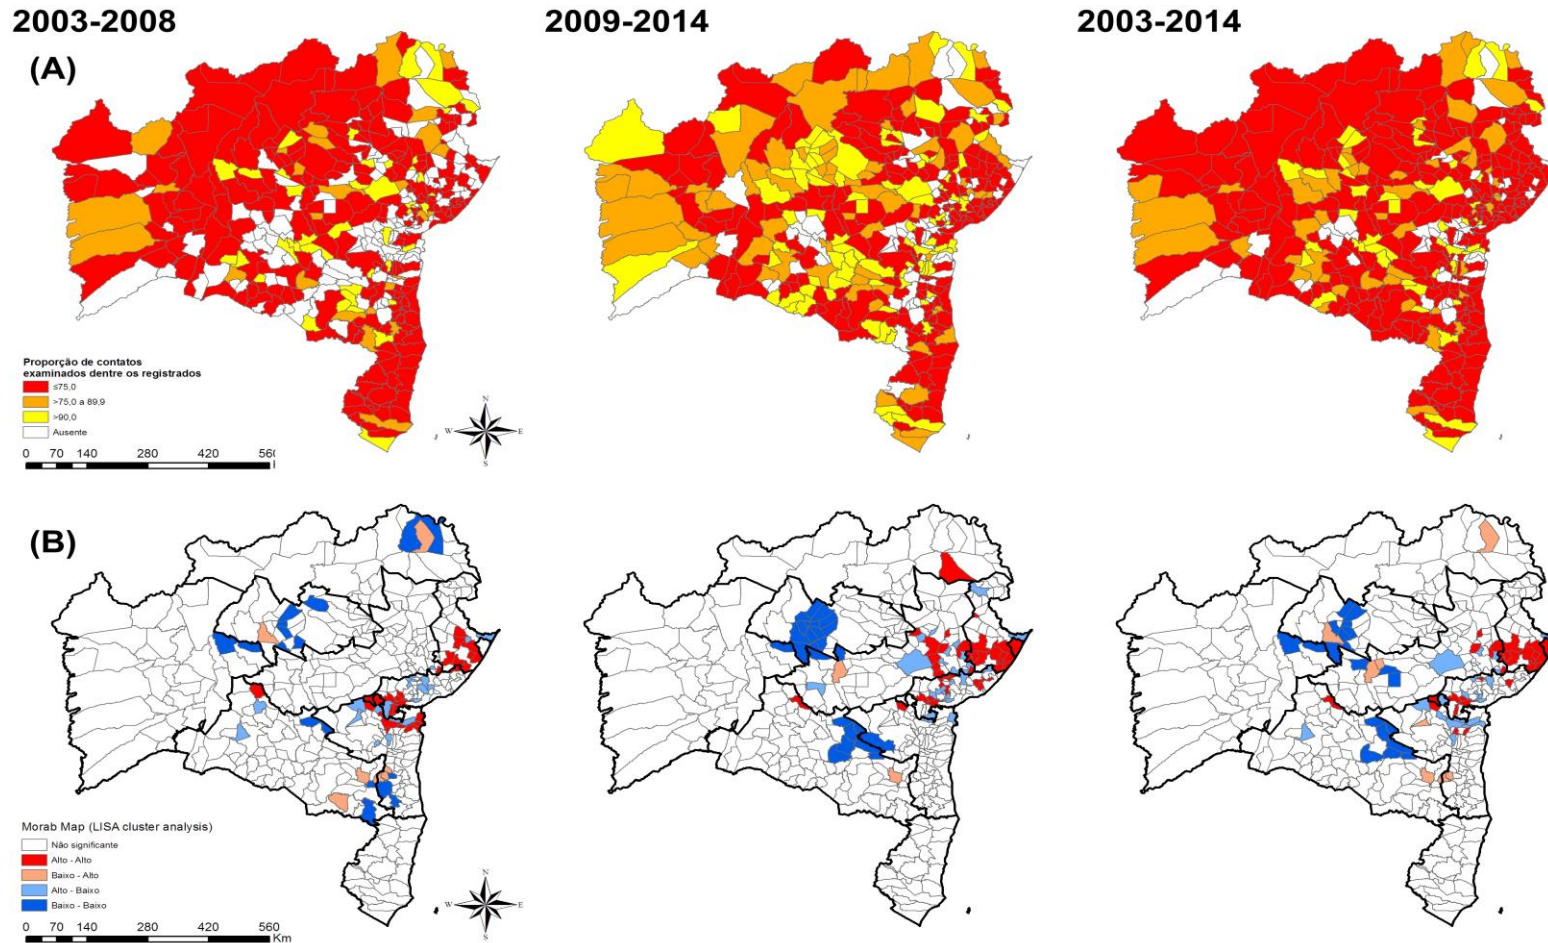 2003-2008
2009-2014
2003-2014
(A)
Proporção de contatos
examinados dentre os registrados
≤75,0
>75,0 a 89,9
>90,0
Ausente
0 70 140 280 420 560
N
W E
S
(B)
Morab Map (LISA cluster analysis)
Não significante
Alto - Alto
Baixo - Alto
Alto - Baixo
Baixo - Baixo
0 70 140 280 420 560
Km
N
W E
S